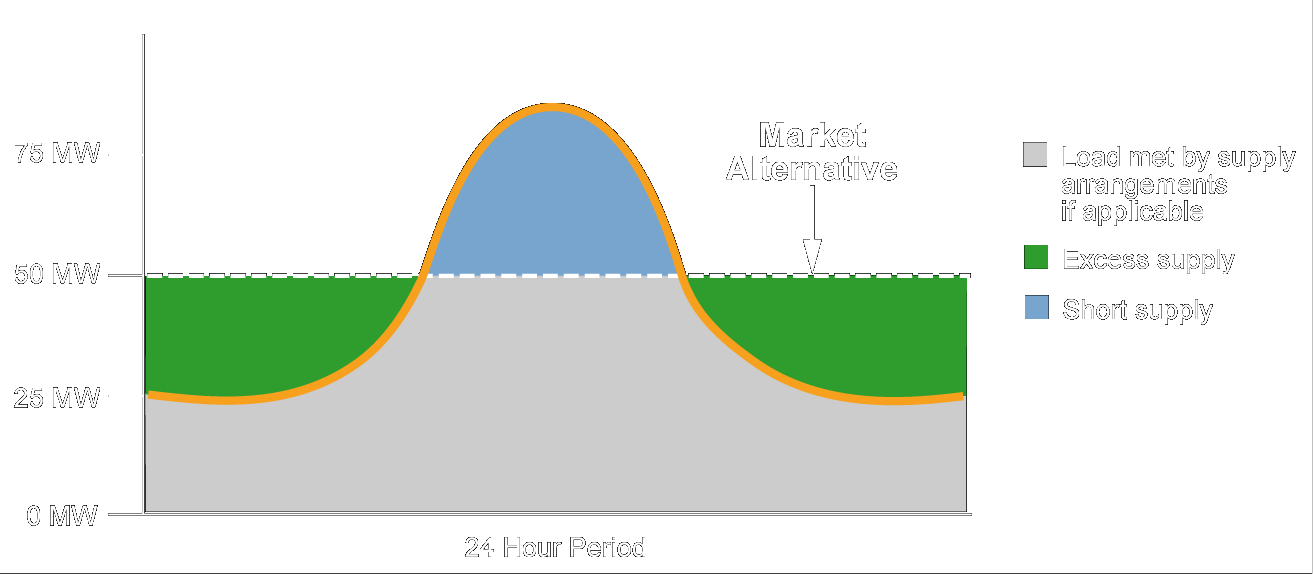 75 MW
50 MW
25 MW
0 MW
24 Hour Period
Market
Alternative
Load met by supply
arrangements
if applicable
Excess supply
Short supply